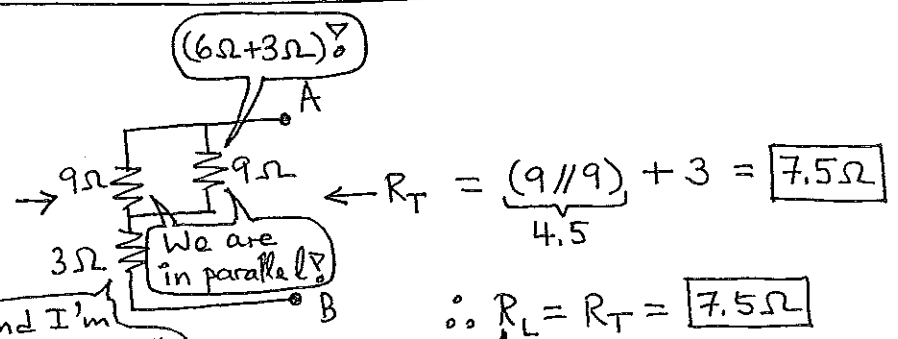 (6Ω+3Ω)!
A
9Ω
9Ω
R_T = (9//9) + 3 = 7.5Ω
4.5
3Ω
We are
in parallel!
B
nd I'm
∴ R_L = R_T = 7.5Ω